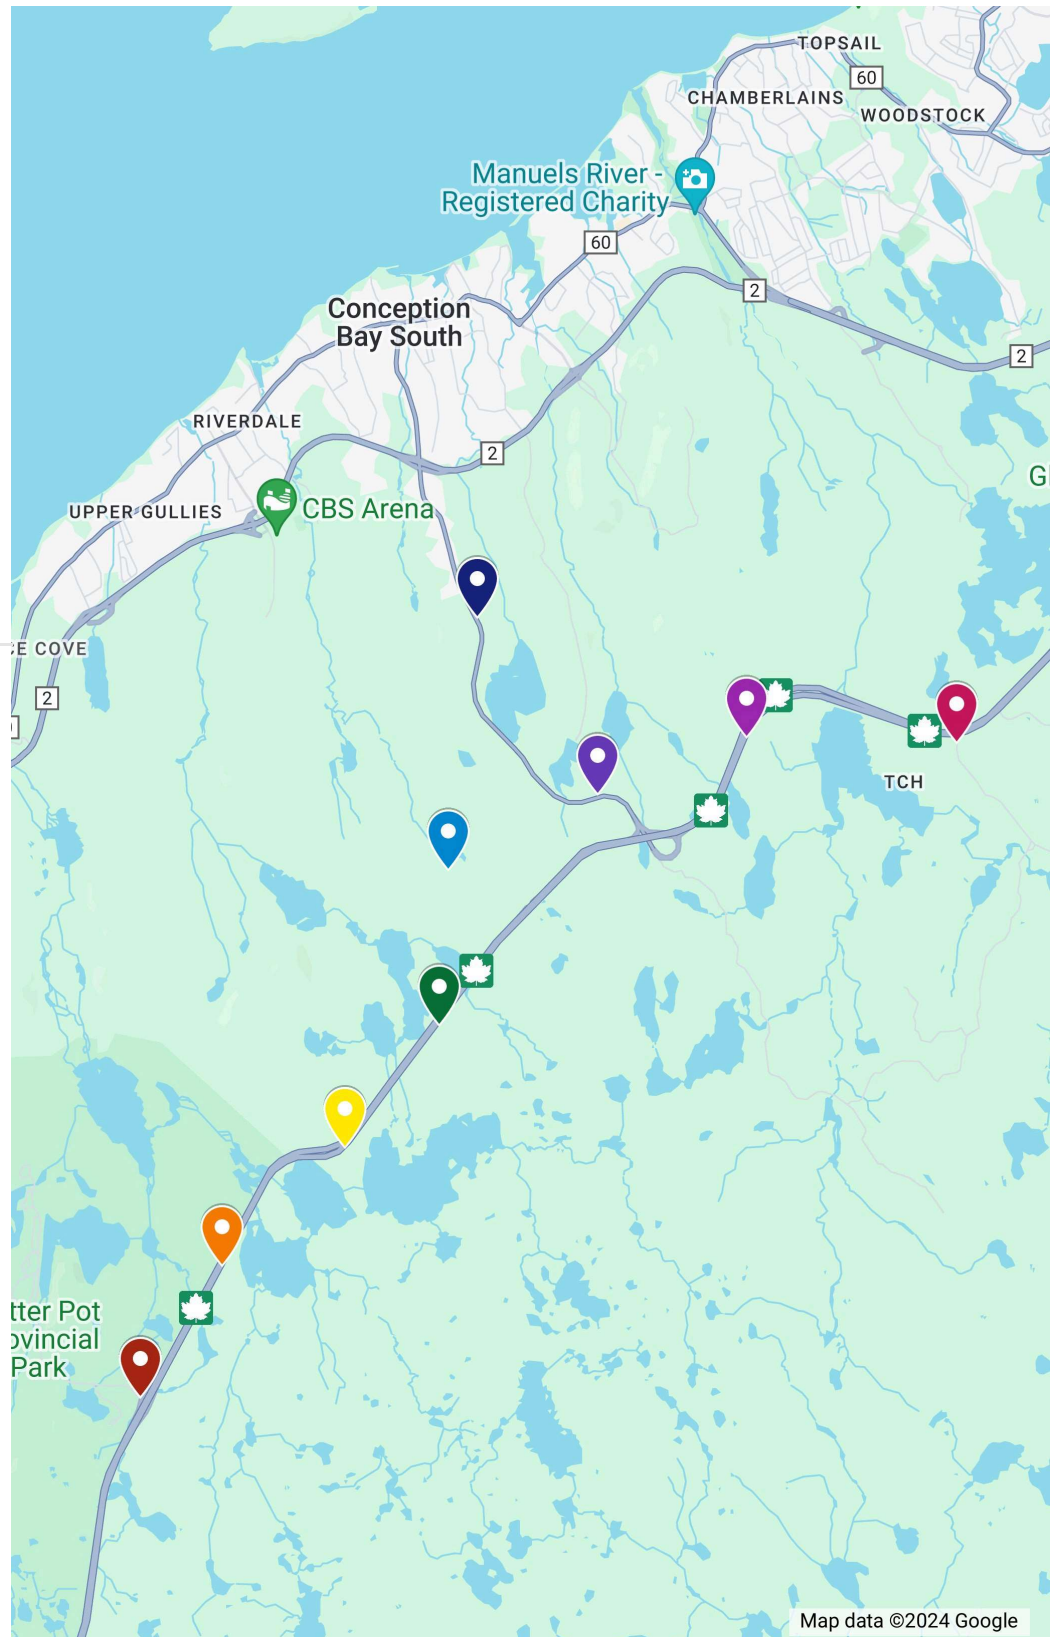 TOPSAIL
60
CHAMBERLAINS
WOODSTOCK
Manuels River -
Registered Charity
60
2
Conception
Bay South
2
RIVERDALE
2
G
CBS Arena
UPPER GULLIES
CE COVE
2
TCH
tter Pot
ovincial
Park
Map data ©2024 Google